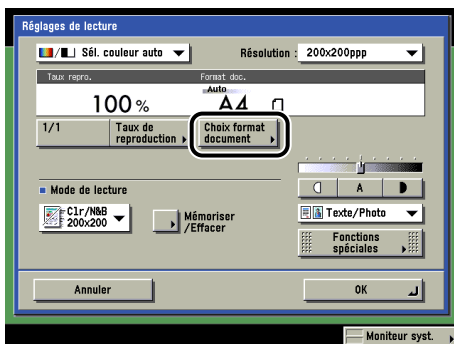 Réglages de lecture
Sél. couleur auto
Résolution : 200x200ppp
Taux repro.
Format doc.
Auto
100 %
A4
1/1
Taux de
reproduction
Choix format
document
Mode de lecture
Clr/N&B
200x200
Mémoriser
/Effacer
A
Texte/Photo
Fonctions
spéciales
Annuler
OK
Moniteur syst.